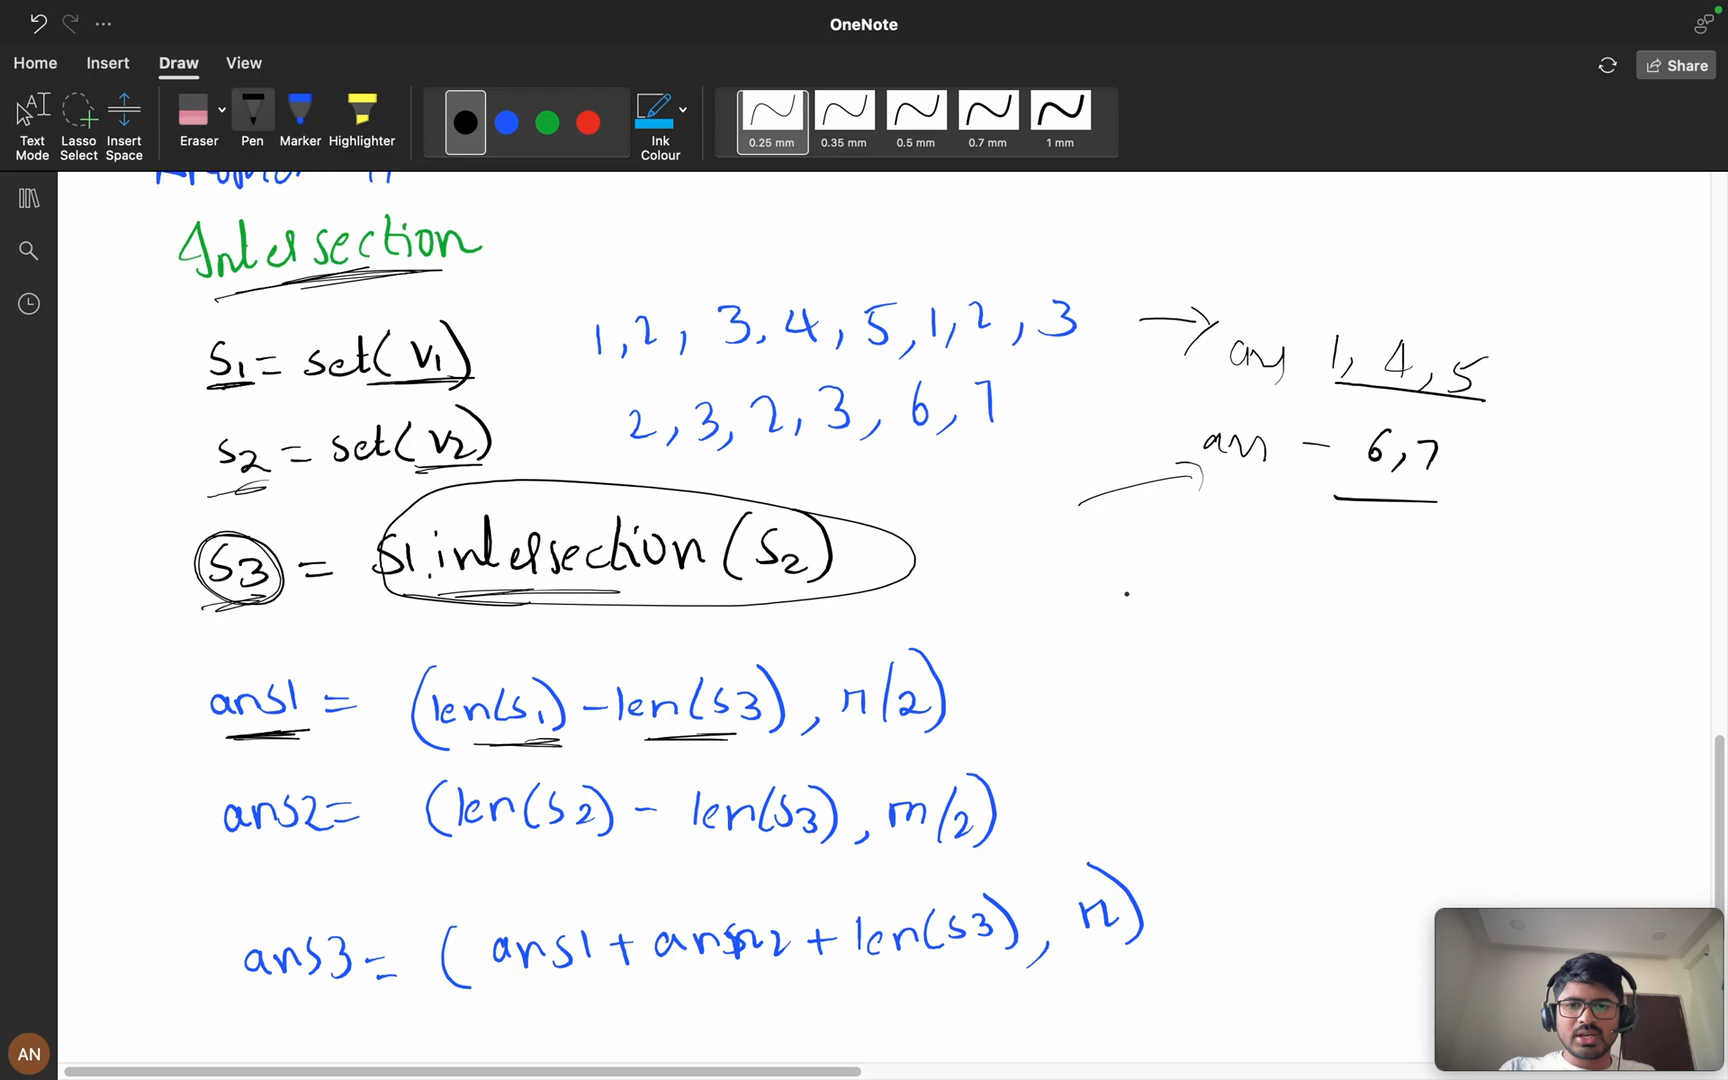 OneNote
Home Insert Draw View
Share
Text Mode
Lasso Select
Insert Space
Eraser
Pen
Marker
Highlighter
Ink Colour
0.25 mm
0.35 mm
0.5 mm
0.7 mm
1 mm
Intersection
S1 = set(v1)
1,2, 3, 4, 5, 1, 2, 3
ans 1, 4, 5
S2 = set(v2)
2, 3, 2, 3, 6, 7
ans - 6,7
S3 = S1.intersection(S2)
ans1 = (len(s1) - len(s3), n/2)
ans2 = (len(s2) - len(s3), n/2)
ans3 = (ans1 + ans2 + len(s3), n)
AN